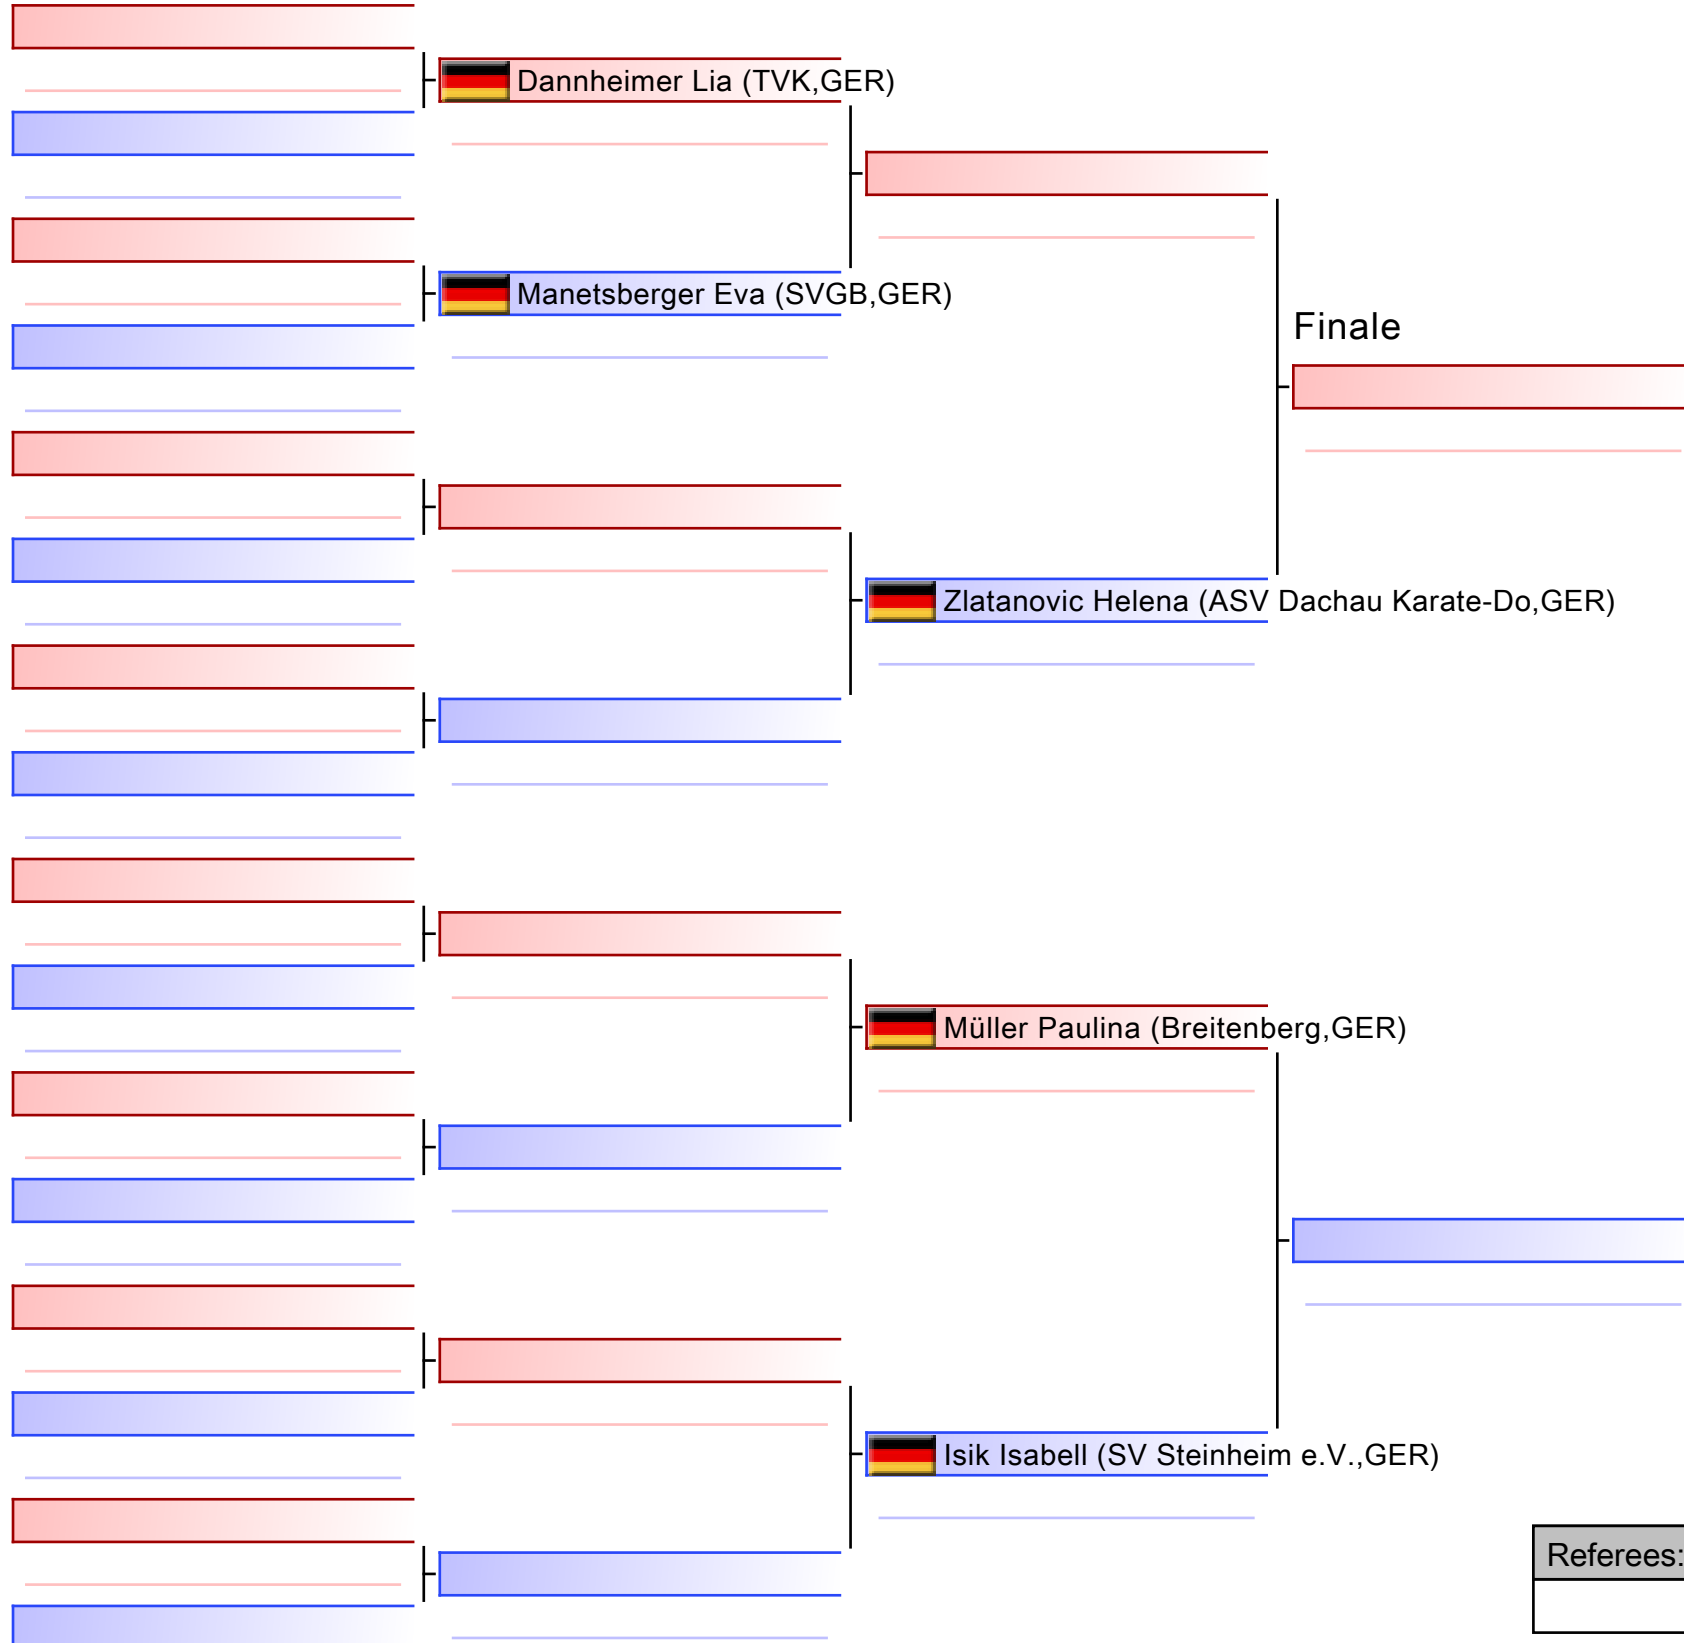 Dannheimer Lia (TVK,GER)
Manetsberger Eva (SVGB,GER)
Finale
Zlatanovic Helena (ASV Dachau Karate-Do,GER)
Müller Paulina (Breitenberg,GER)
Isik Isabell (SV Steinheim e.V.,GER)
Referees: